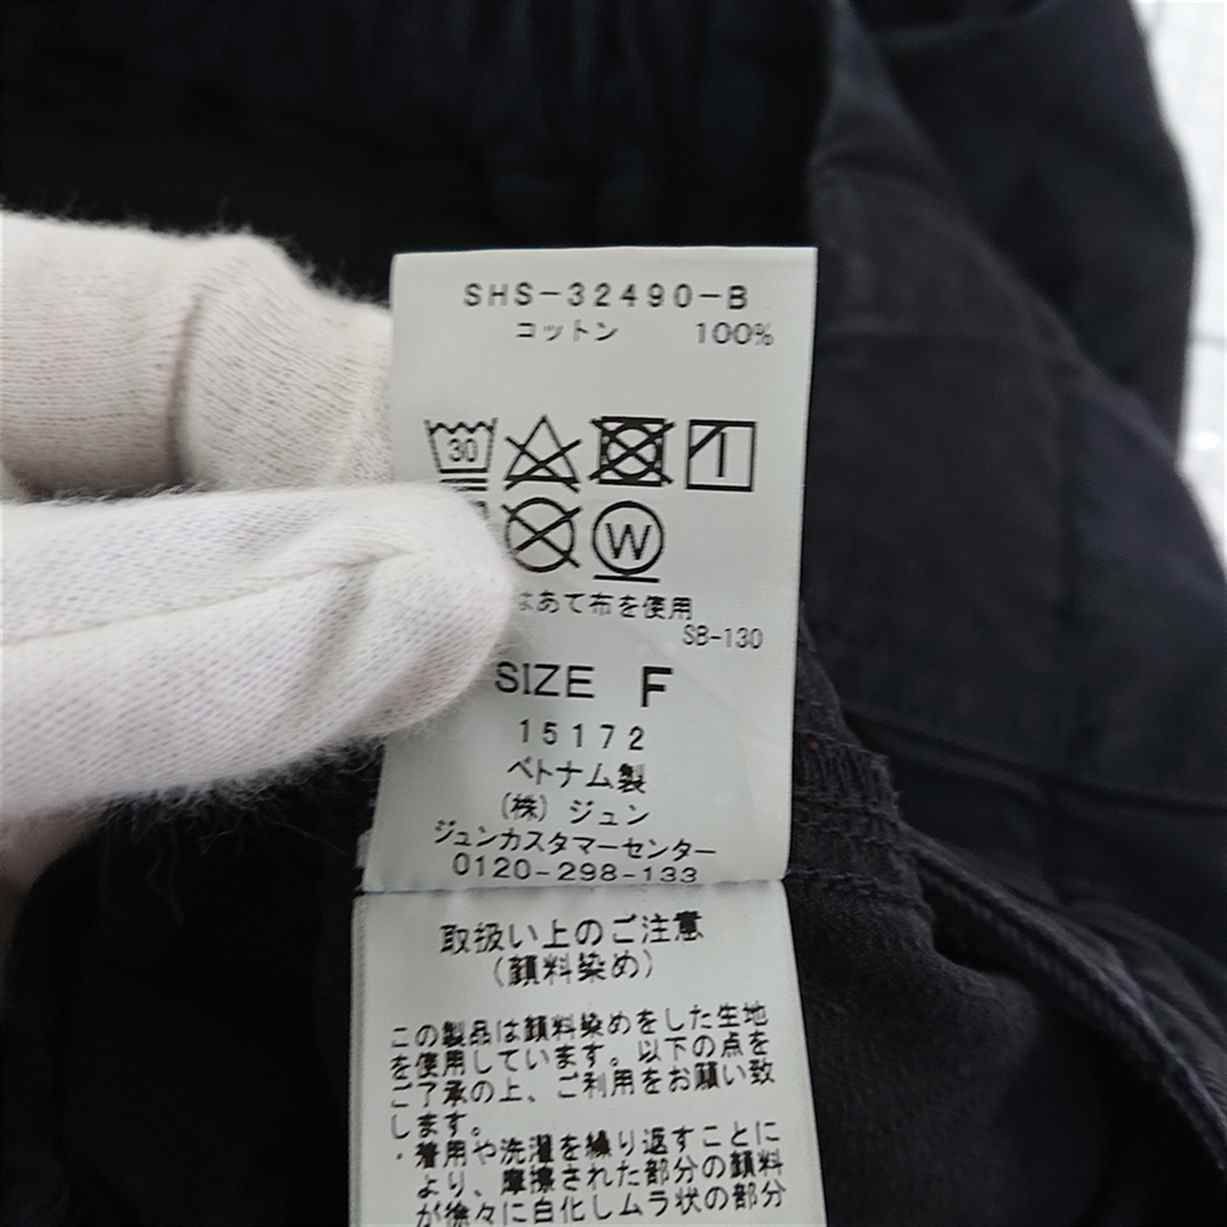 SHS-32490-B
コットン 100%
30
W
はあて布を使用
SB-130
SIZE F
15172
ベトナム製
(株) ジュン
ジュンカスタマーセンター
0120-298-133
取扱い上のご注意
(顔料染め)
この製品は顔料染めをした生地
を使用しています。以下の点を
ご了承の上、ご利用をお願い致
します。
・着用や洗濯を繰り返すことに
より、摩擦された部分の顔料
が徐々に白化しムラ状の部分